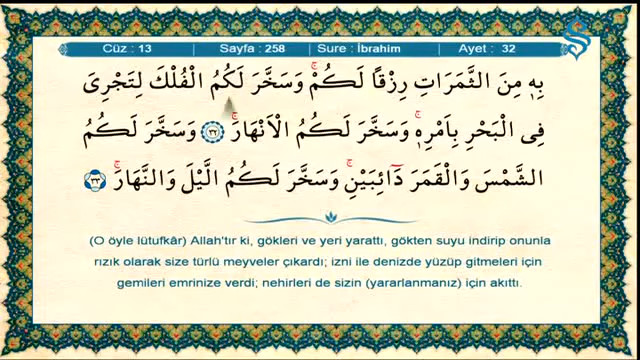 Cüz : 13 Sayfa : 258 Sure : İbrahim Ayet : 32
بِهٖ مِنَ الثَّمَرَاتِ رِزْقًا لَكُمْۚ وَسَخَّرَ لَكُمُ الْفُلْكَ لِتَجْرِىَ
فِى الْبَحْرِ بِاَمْرِهٖۚ وَسَخَّرَ لَكُمُ الْاَنْهَارَۚ ﴿٣٢﴾ وَسَخَّرَ لَكُمُ
الشَّمْسَ وَالْقَمَرَ دَٓائِبَيْنِۚ وَسَخَّرَ لَكُمُ الَّيْلَ وَالنَّهَارَۚ ﴿٣٣﴾
(O öyle lütufkâr) Allah'tır ki, gökleri ve yeri yarattı, gökten suyu indirip onunla
rızık olarak size türlü meyveler çıkardı; izni ile denizde yüzüp gitmeleri için
gemileri emrinize verdi; nehirleri de sizin (yararlanmanız) için akıttı.